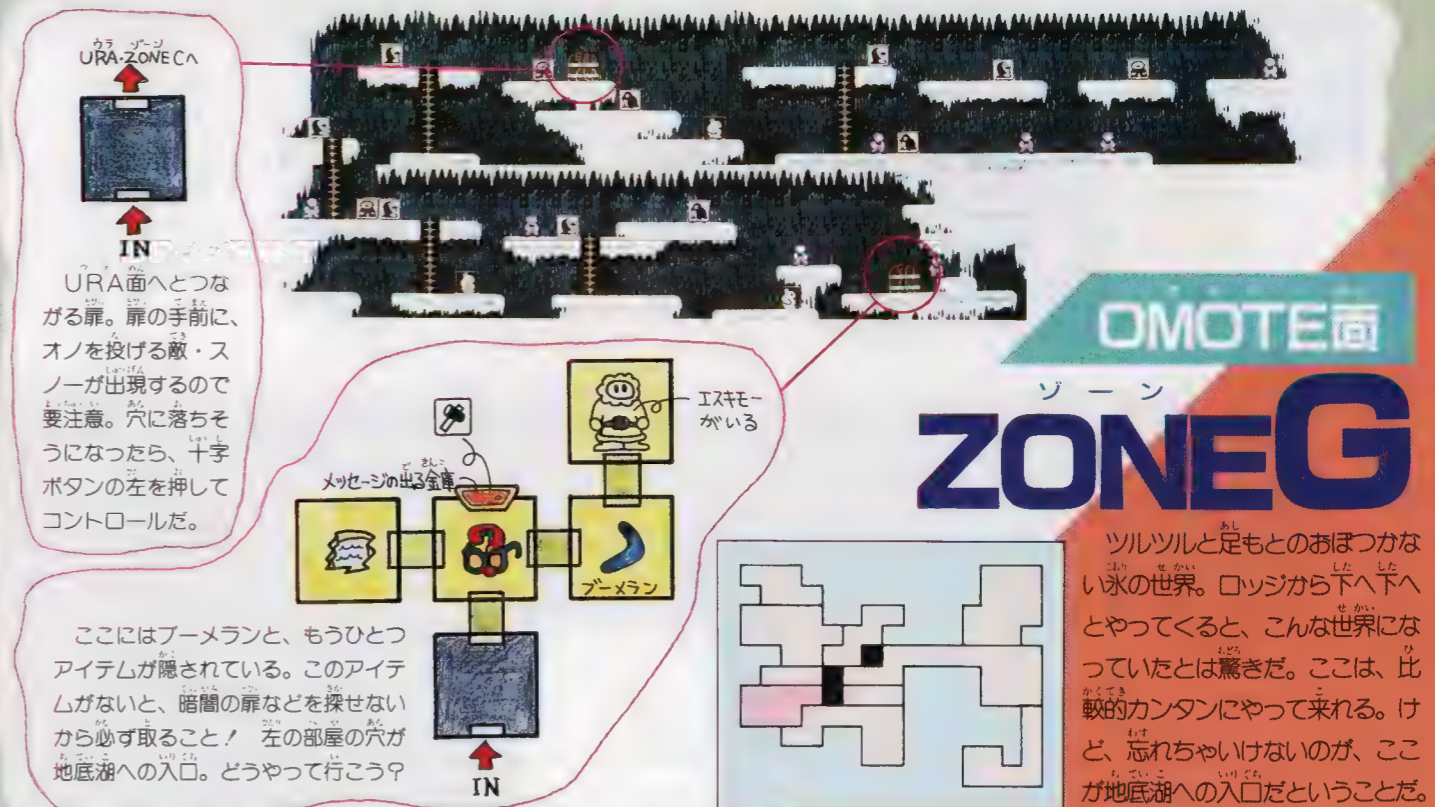 URA・ZONE Cへ
ウラ ゾーン
IN
URA面へとつな
がる扉。扉の手前に、
オノを投げる敵・ス
ノーが出現するので
要注意。穴に落ちそ
うになったら、十字
ボタンの左を押して
コントロールだ。
エスキモー
がいる
メッセージの出る金庫
?
ブーメラン
ここにはブーメランと、もうひとつ
アイテムが隠されている。このアイテ
ムがないと、暗闇の扉などを探せない
から必ず取ること! 左の部屋の穴が
地底湖への入口。どうやって行こう?
IN
OMOTE面
ゾーン
ZONE G
ツルツルと足もとのおぼつかな
い氷の世界。ロッジから下へ下へ
とやってくると、こんな世界にな
っていたとは驚きだ。ここは、比
較的カンタンにやって来れる。け
ど、忘れちゃいけないのが、ここ
が地底湖への入口だということだ。